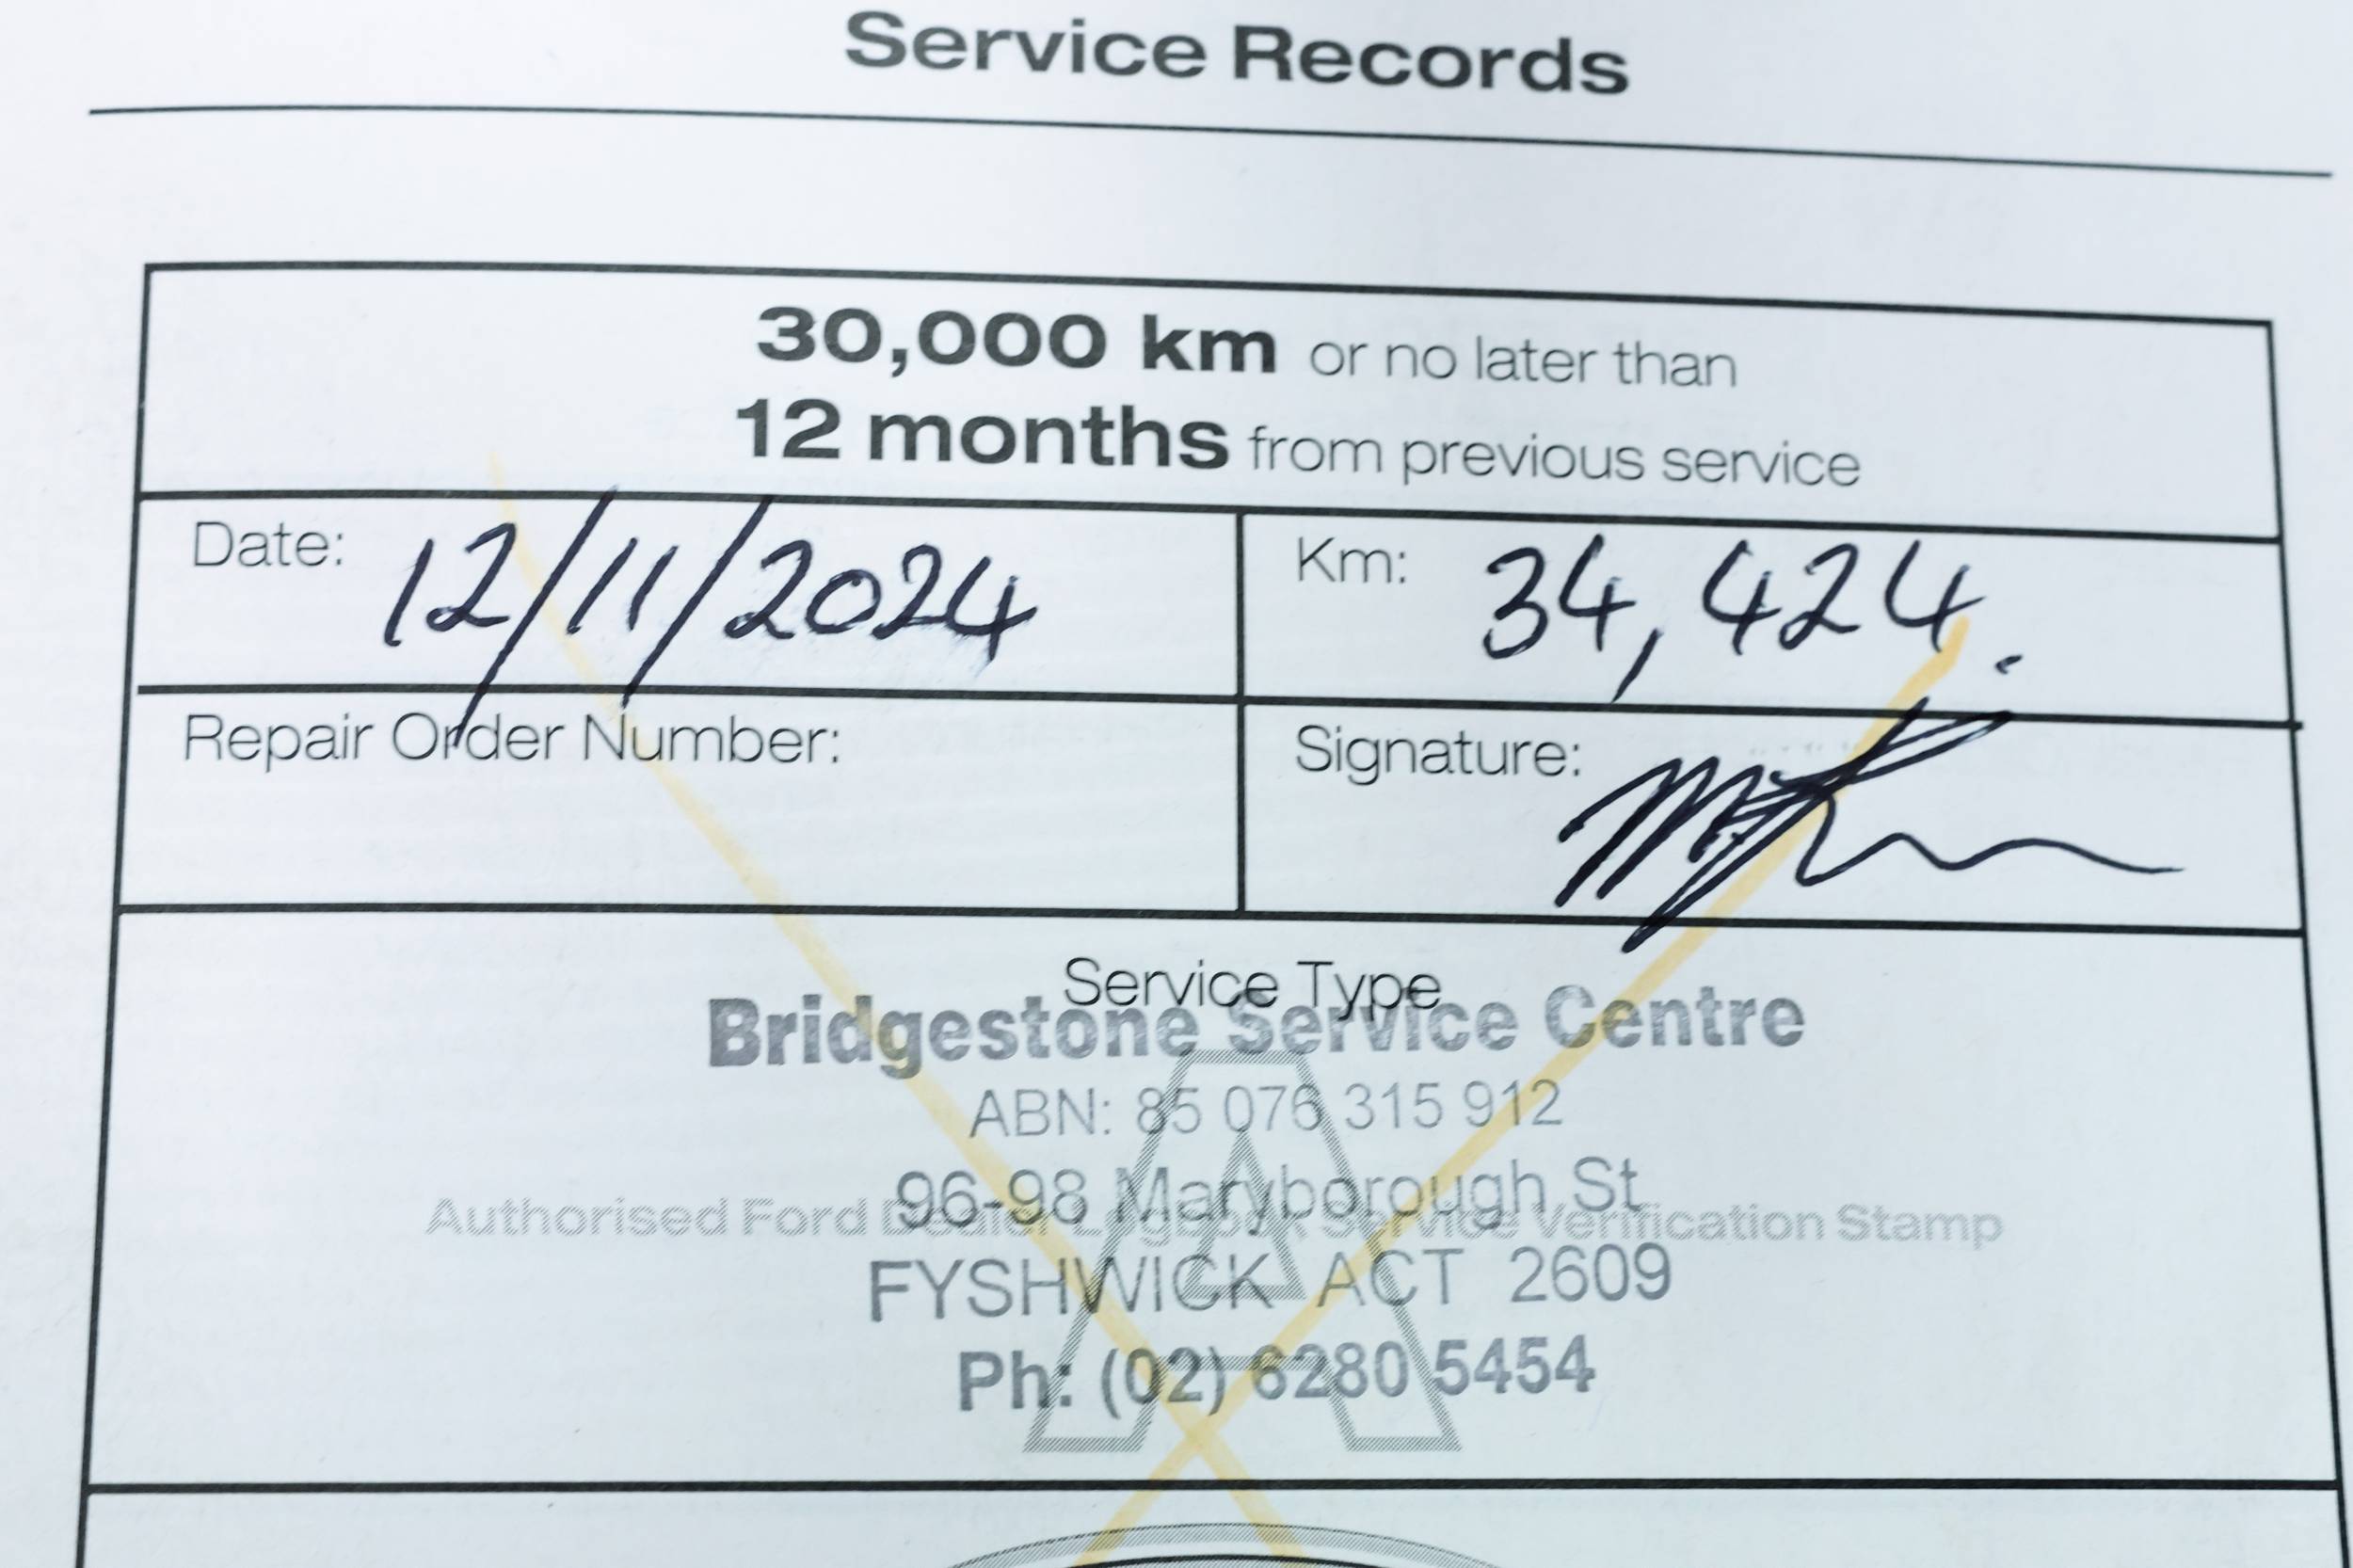 Service Records
30,000 km or no later than
12 months from previous service
Date: 12/11/2024
Km: 34,424.
Repair Order Number:
Signature:
Service Type
Bridgestone Service Centre
ABN: 85 076 315 912
96-98 Maryborough St
Authorised Ford Dealer Logbook Service Verification Stamp
FYSHWICK ACT 2609
Ph: (02) 6280 5454
A